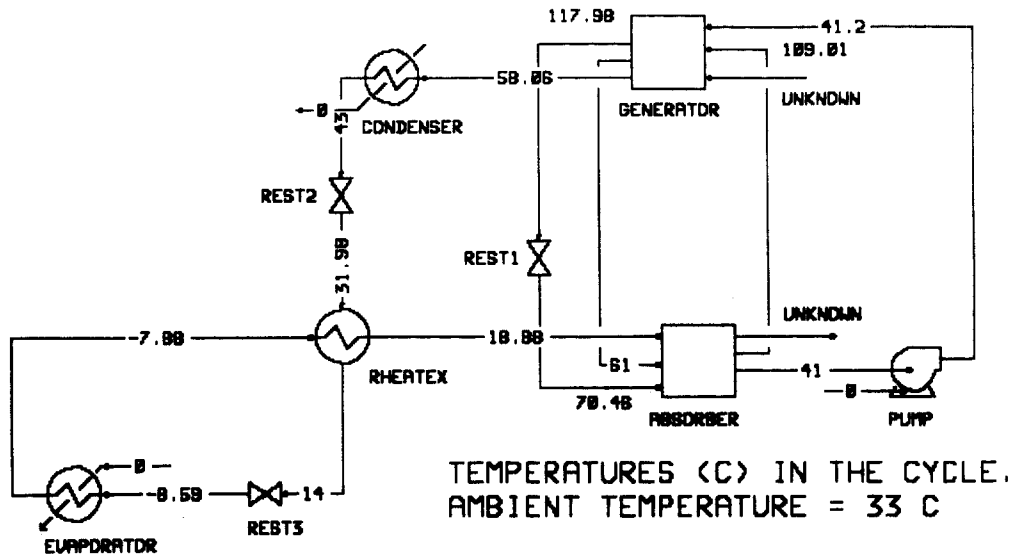 117.98
41.2
109.01
58.06
UNKNOWN
GENERATOR
0
43
CONDENSER
REST2
31.98
REST1
UNKNOWN
-7.88
18.88
RHEATEX
61
41
0
70.48
ABSORBER
PUMP
0
-8.58
14
REST3
EVAPORATOR
TEMPERATURES (C) IN THE CYCLE.
AMBIENT TEMPERATURE = 33 C